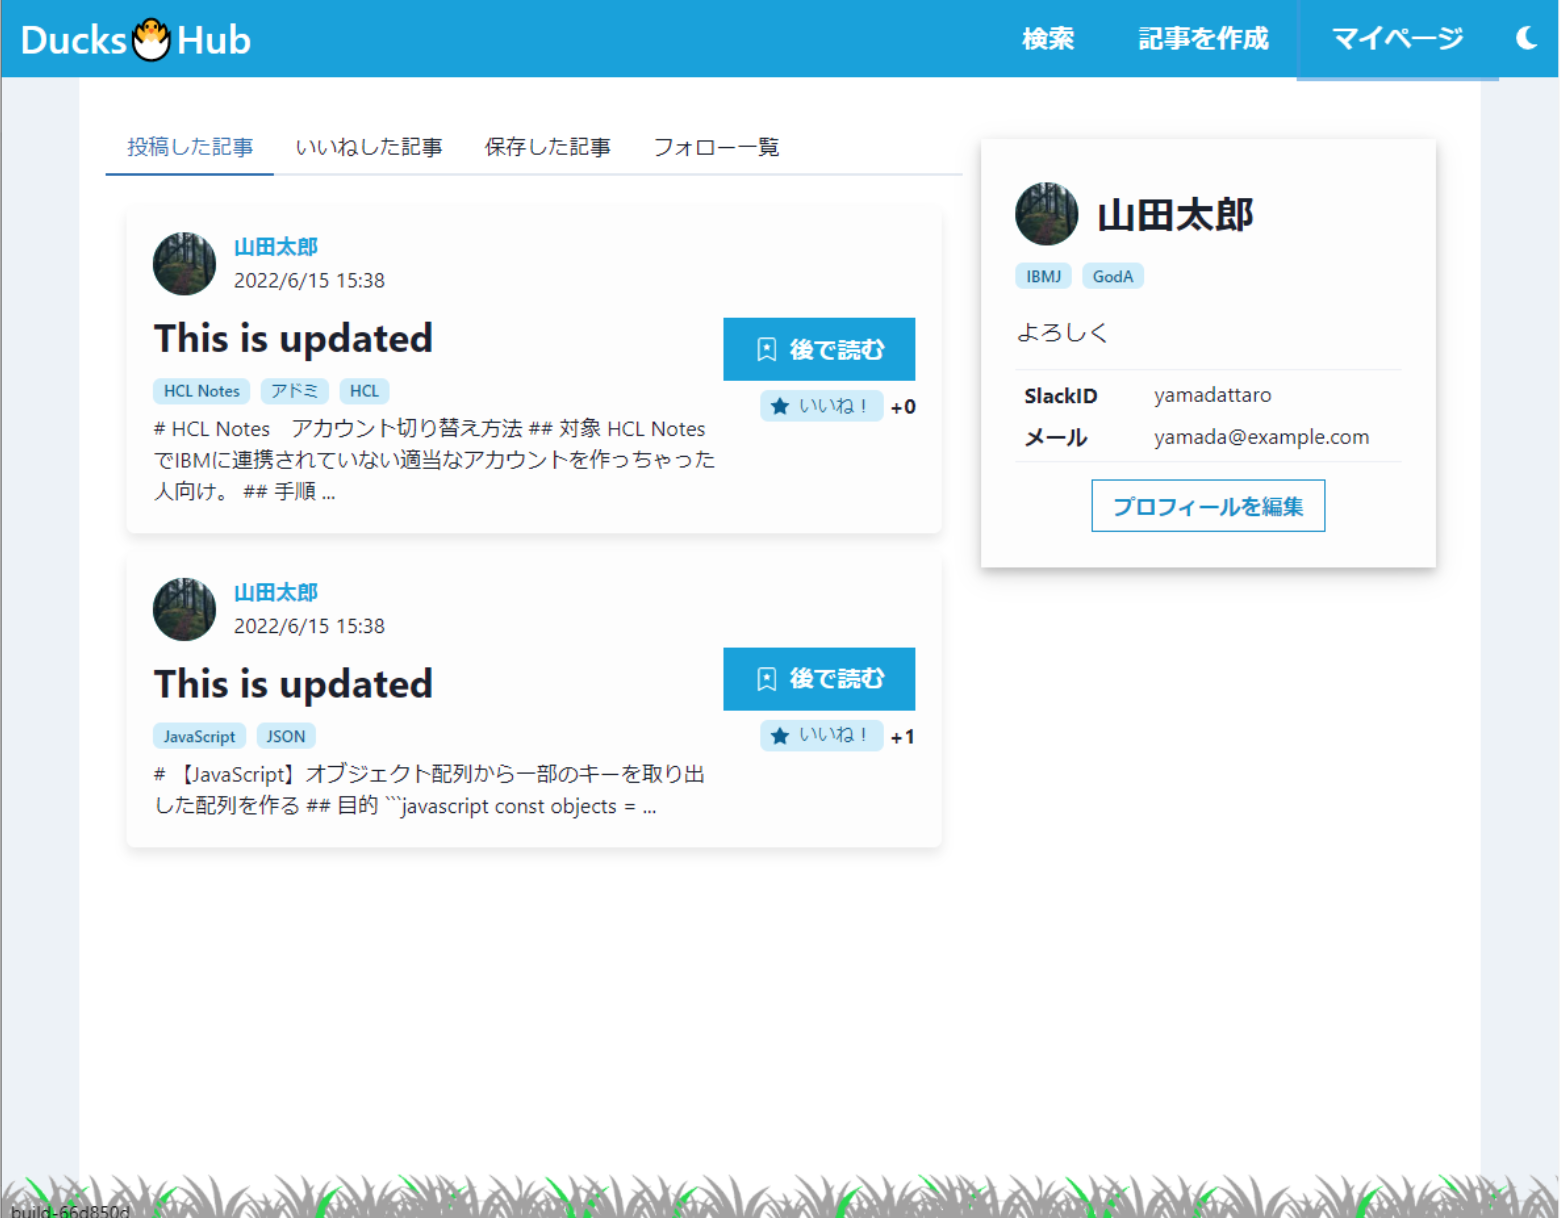 Ducks Hub
検索 記事を作成 マイページ
投稿した記事 いいねした記事 保存した記事 フォロー一覧
山田太郎
2022/6/15 15:38
This is updated
後で読む
HCL Notes アドミ HCL
いいね！ +0
# HCL Notes　アカウント切り替え方法 ## 対象 HCL Notes
でIBMに連携されていない適当なアカウントを作っちゃった
人向け。 ## 手順 ...
山田太郎
2022/6/15 15:38
This is updated
後で読む
JavaScript JSON
いいね！ +1
# 【JavaScript】オブジェクト配列から一部のキーを取り出
した配列を作る ## 目的 ```javascript const objects = ...
山田太郎
IBMJ GodA
よろしく
SlackID yamadattaro
メール yamada@example.com
プロフィールを編集
build-66d850d